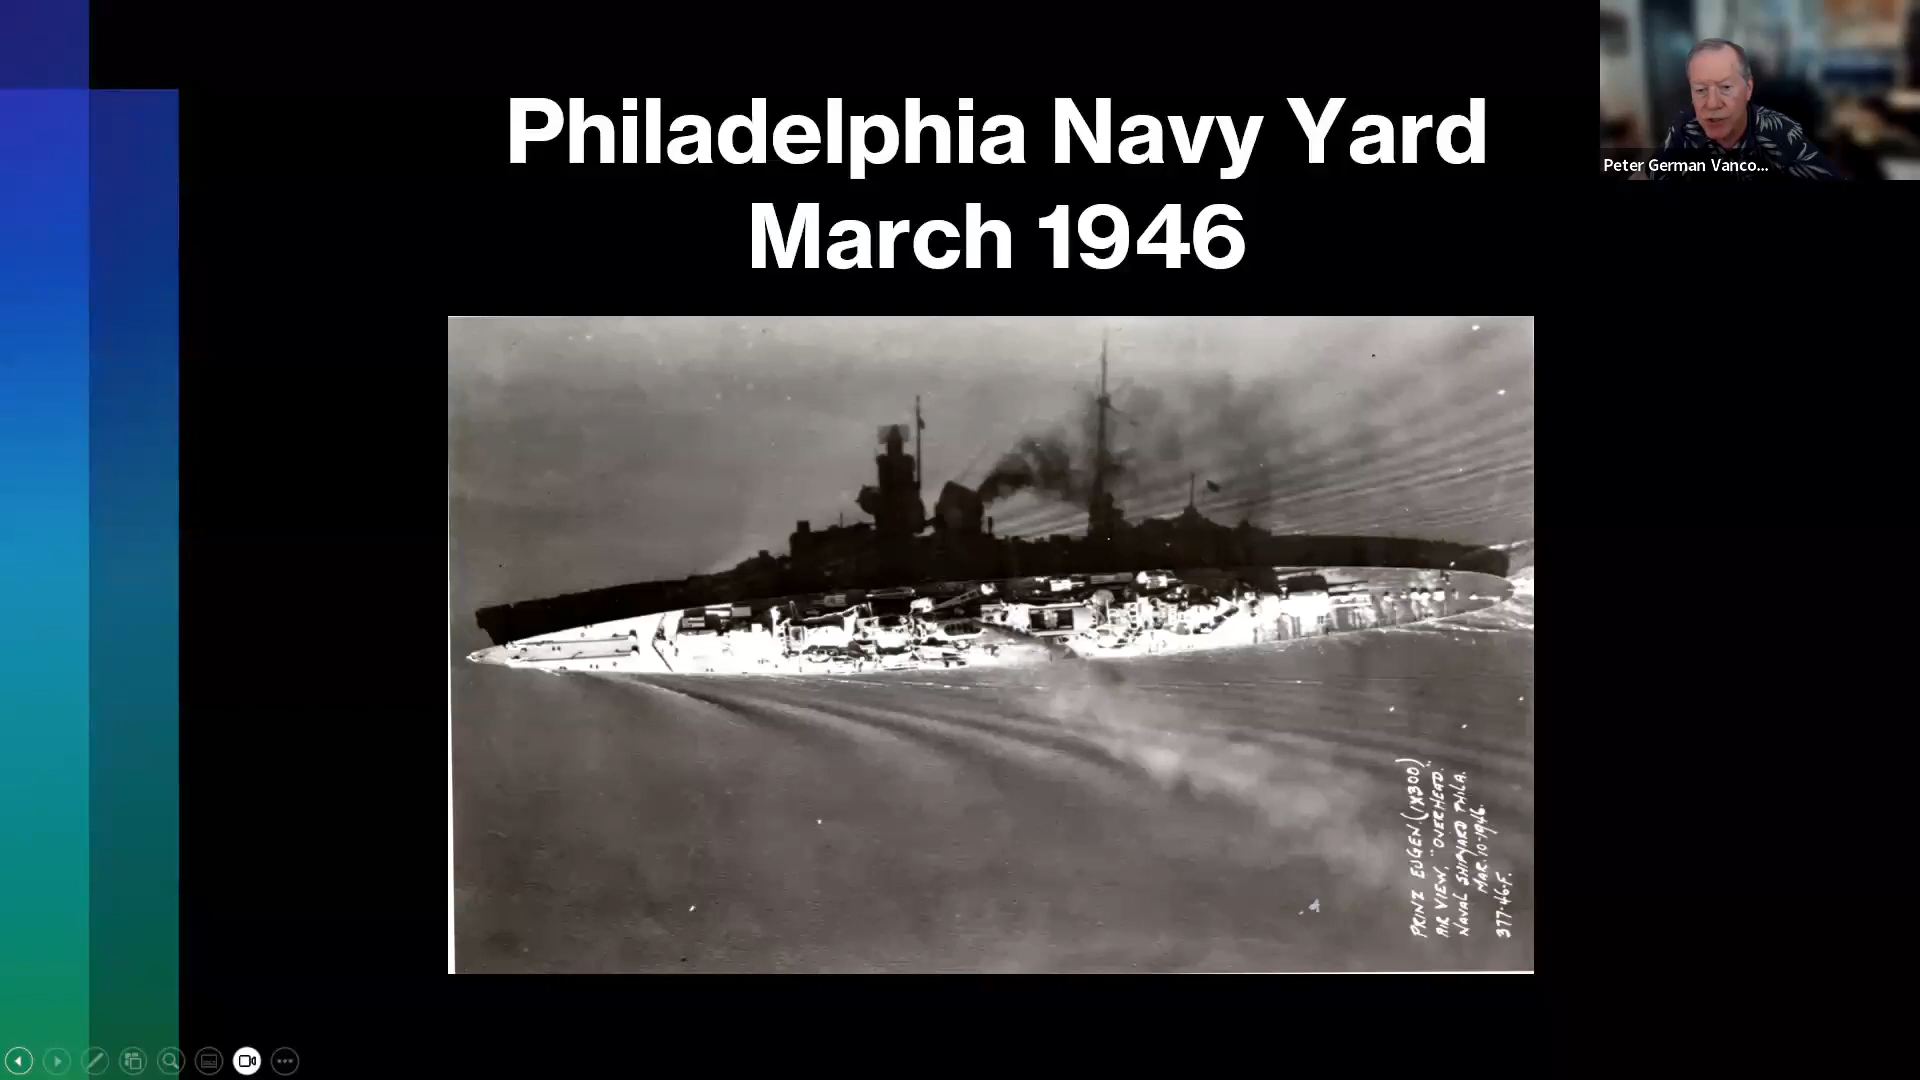 Philadelphia Navy Yard
March 1946
Peter German Vanco...
PRINZ EUGEN. (IX300)
AIR VIEW. "OVERHEAD."
NAVAL SHIPYARD PHILA.
MAR. 10-1946.
377-46-F.